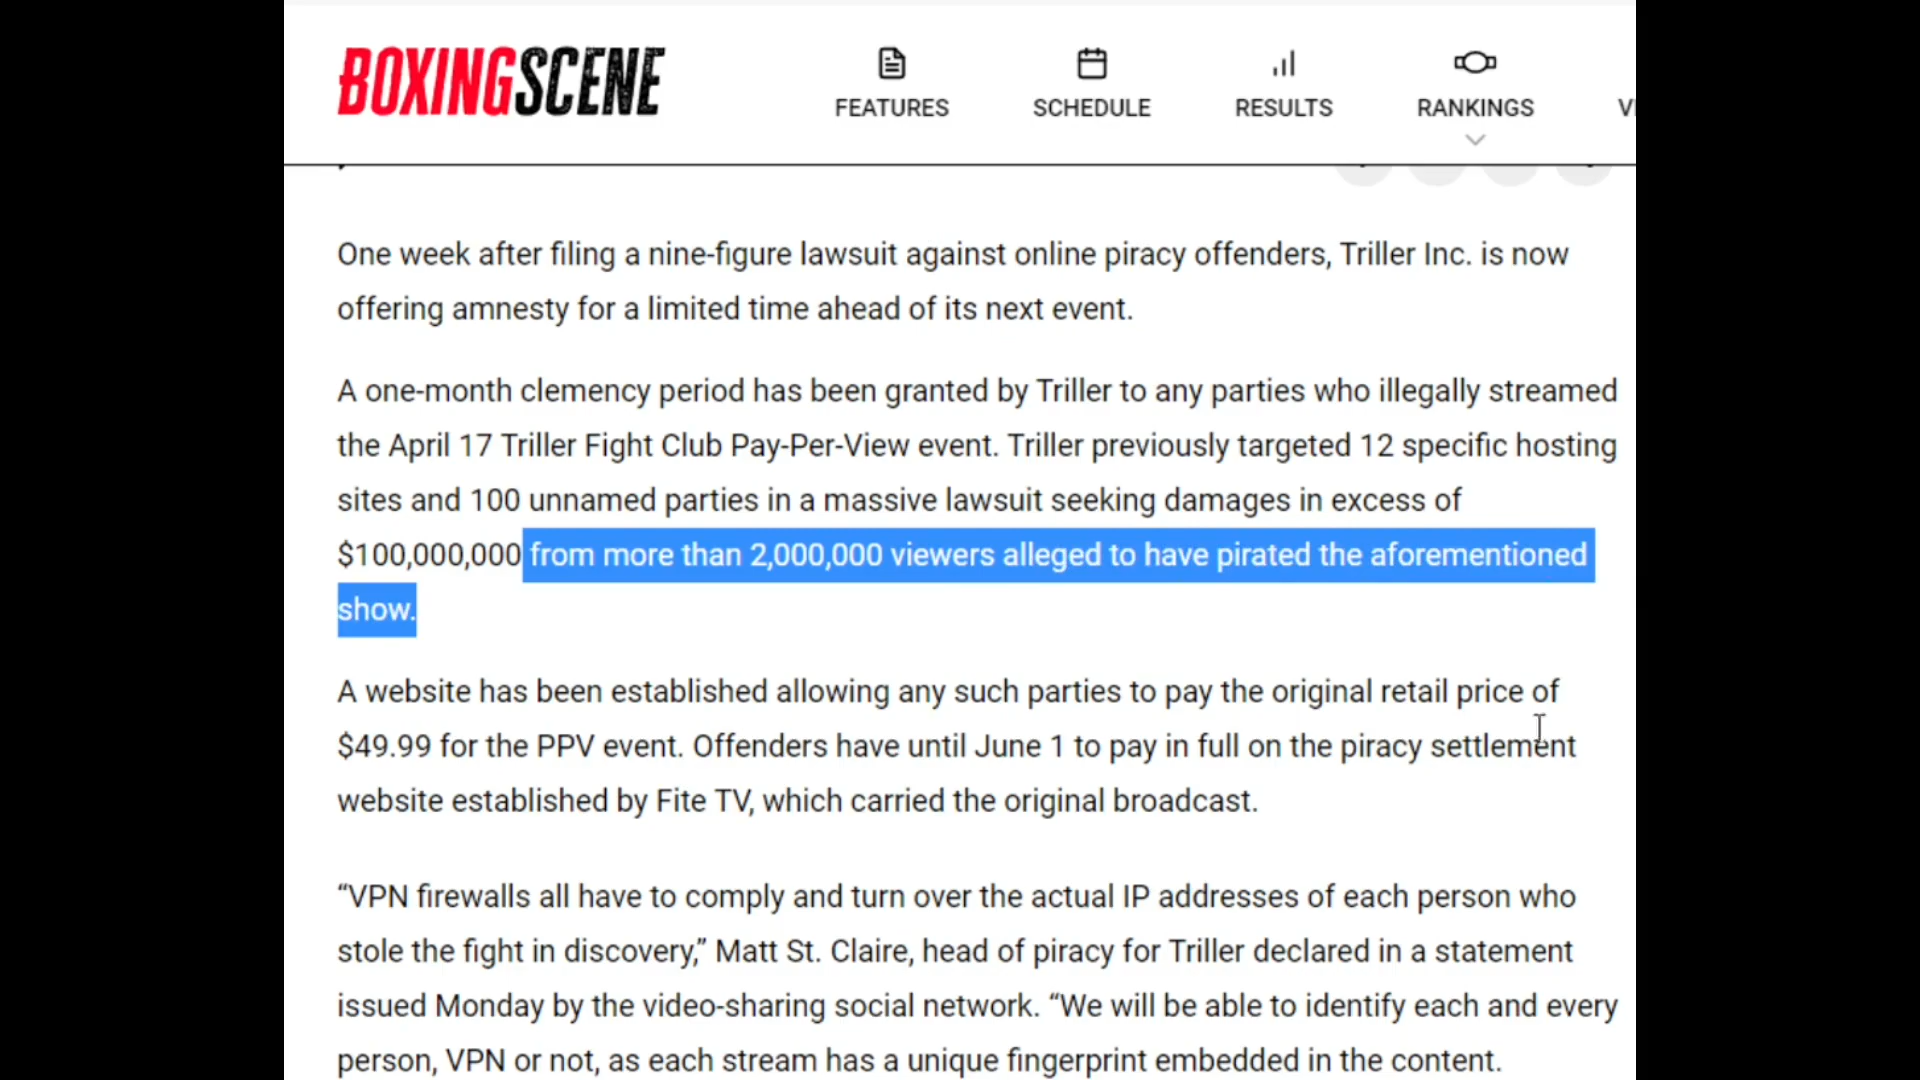 BOXINGSCENE
FEATURES
SCHEDULE
RESULTS
RANKINGS
One week after filing a nine-figure lawsuit against online piracy offenders, Triller Inc. is now
offering amnesty for a limited time ahead of its next event.
A one-month clemency period has been granted by Triller to any parties who illegally streamed
the April 17 Triller Fight Club Pay-Per-View event. Triller previously targeted 12 specific hosting
sites and 100 unnamed parties in a massive lawsuit seeking damages in excess of
$100,000,000 from more than 2,000,000 viewers alleged to have pirated the aforementioned
show.
A website has been established allowing any such parties to pay the original retail price of
$49.99 for the PPV event. Offenders have until June 1 to pay in full on the piracy settlement
website established by Fite TV, which carried the original broadcast.
“VPN firewalls all have to comply and turn over the actual IP addresses of each person who
stole the fight in discovery,” Matt St. Claire, head of piracy for Triller declared in a statement
issued Monday by the video-sharing social network. “We will be able to identify each and every
person, VPN or not, as each stream has a unique fingerprint embedded in the content.